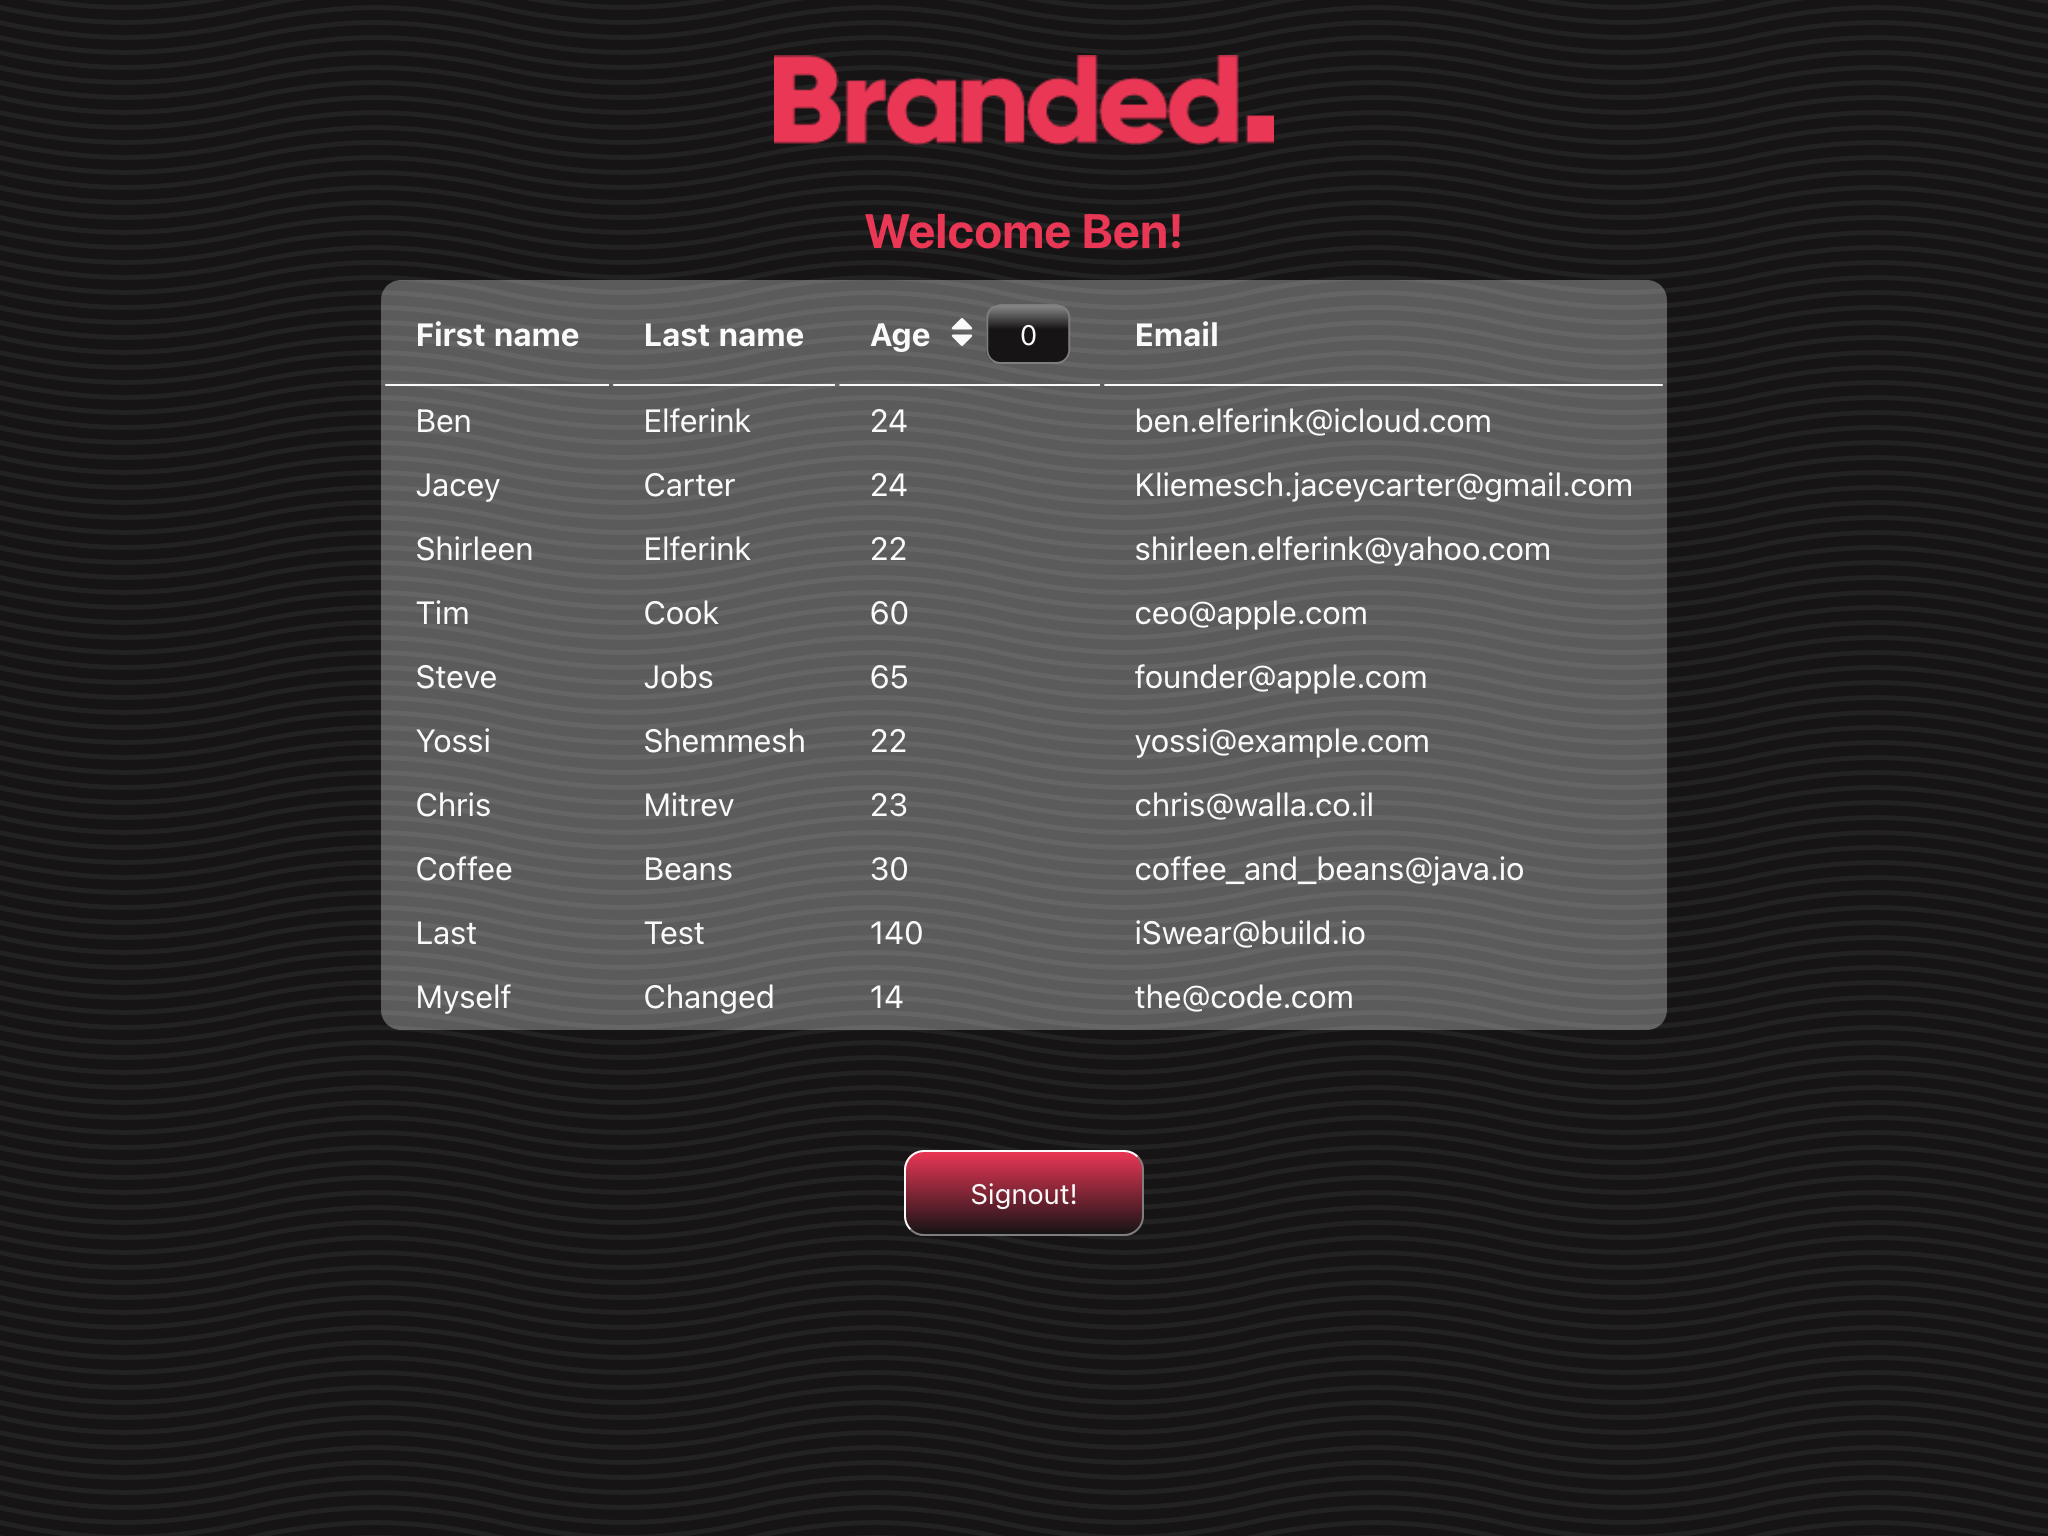 Branded.
Welcome Ben!
First name Last name Age 0 Email
Ben Elferink 24 ben.elferink@icloud.com
Jacey Carter 24 Kliemesch.jaceycarter@gmail.com
Shirleen Elferink 22 shirleen.elferink@yahoo.com
Tim Cook 60 ceo@apple.com
Steve Jobs 65 founder@apple.com
Yossi Shemmesh 22 yossi@example.com
Chris Mitrev 23 chris@walla.co.il
Coffee Beans 30 coffee_and_beans@java.io
Last Test 140 iSwear@build.io
Myself Changed 14 the@code.com
Signout!